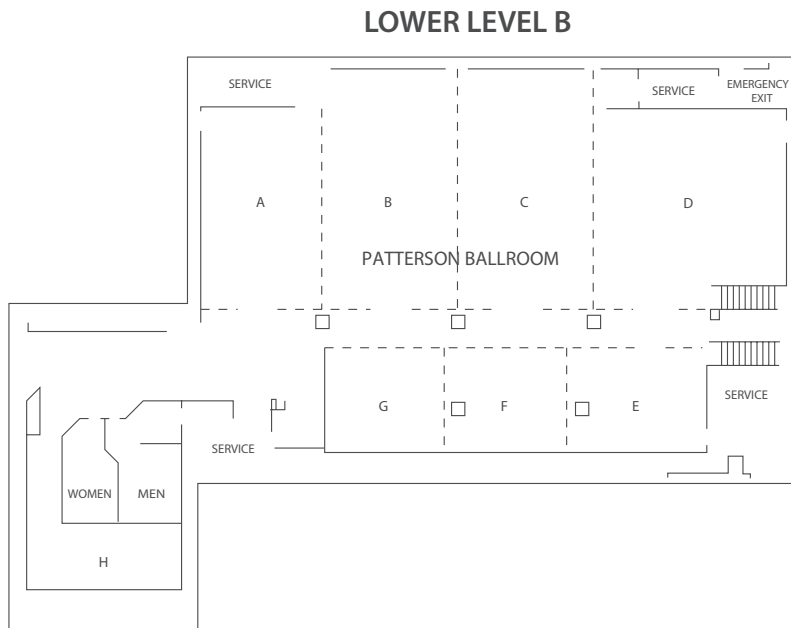 LOWER LEVEL B
SERVICE
SERVICE
EMERGENCY
EXIT
A
B
C
D
PATTERSON BALLROOM
G
F
E
SERVICE
SERVICE
WOMEN
MEN
H